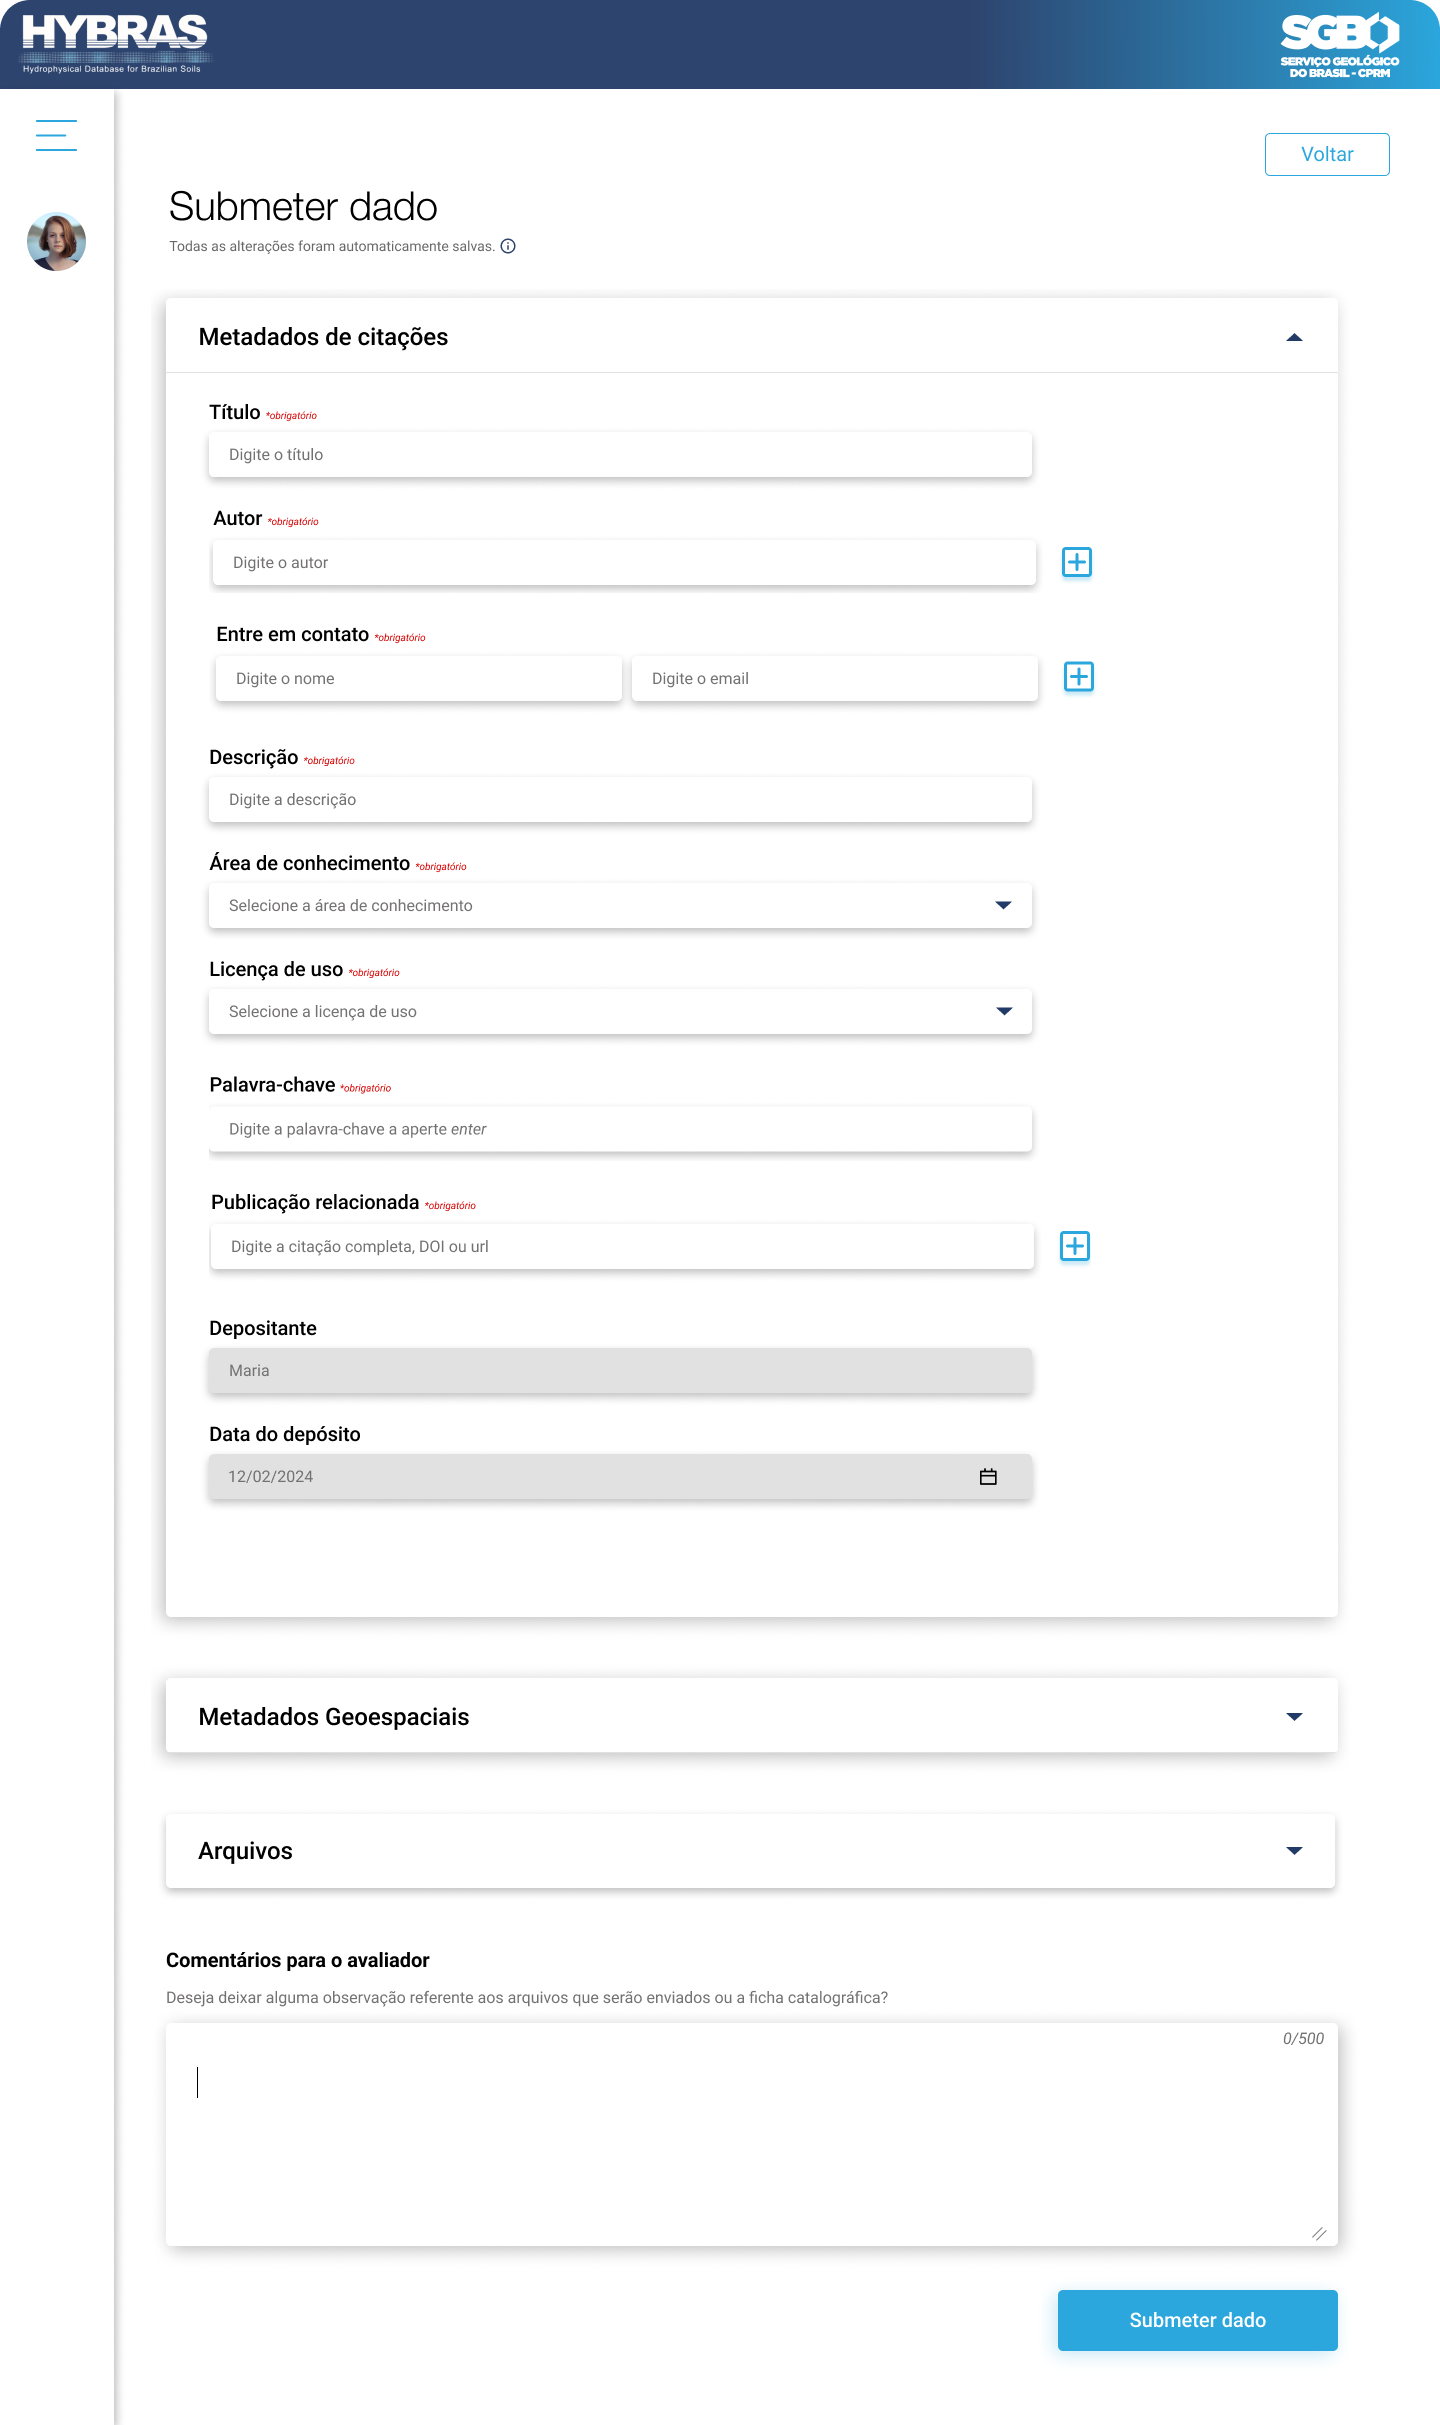 HYBRAS
Hydrophysical Database for Brazilian Soils
SGB
SERVIÇO GEOLÓGICO
DO BRASIL - CPRM
Voltar
Submeter dado
Todas as alterações foram automaticamente salvas.
Metadados de citações
Título *obrigatório
Digite o título
Autor *obrigatório
Digite o autor
Entre em contato *obrigatório
Digite o nome Digite o email
Descrição *obrigatório
Digite a descrição
Área de conhecimento *obrigatório
Selecione a área de conhecimento
Licença de uso *obrigatório
Selecione a licença de uso
Palavra-chave *obrigatório
Digite a palavra-chave a aperte enter
Publicação relacionada *obrigatório
Digite a citação completa, DOI ou url
Depositante
Maria
Data do depósito
12/02/2024
Metadados Geoespaciais
Arquivos
Comentários para o avaliador
Deseja deixar alguma observação referente aos arquivos que serão enviados ou a ficha catalográfica?
0/500
Submeter dado